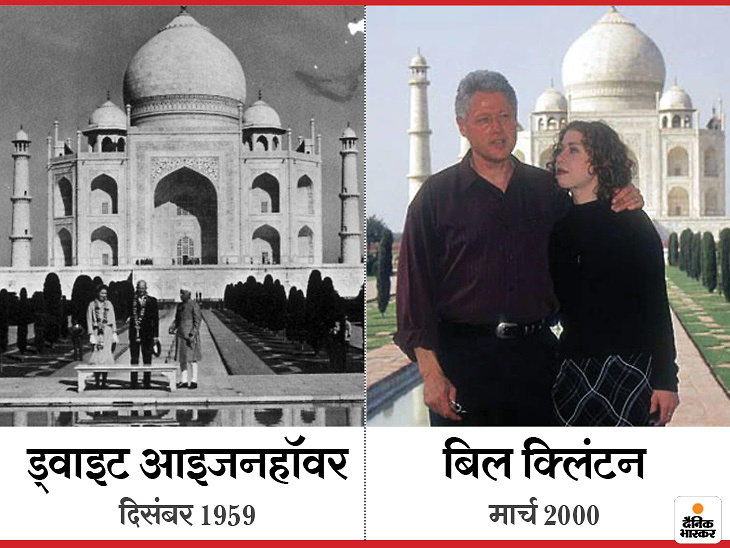 ड्वाइट आइजनहॉवर
दिसंबर 1959
बिल क्लिंटन
मार्च 2000
दैनिक
भास्कर